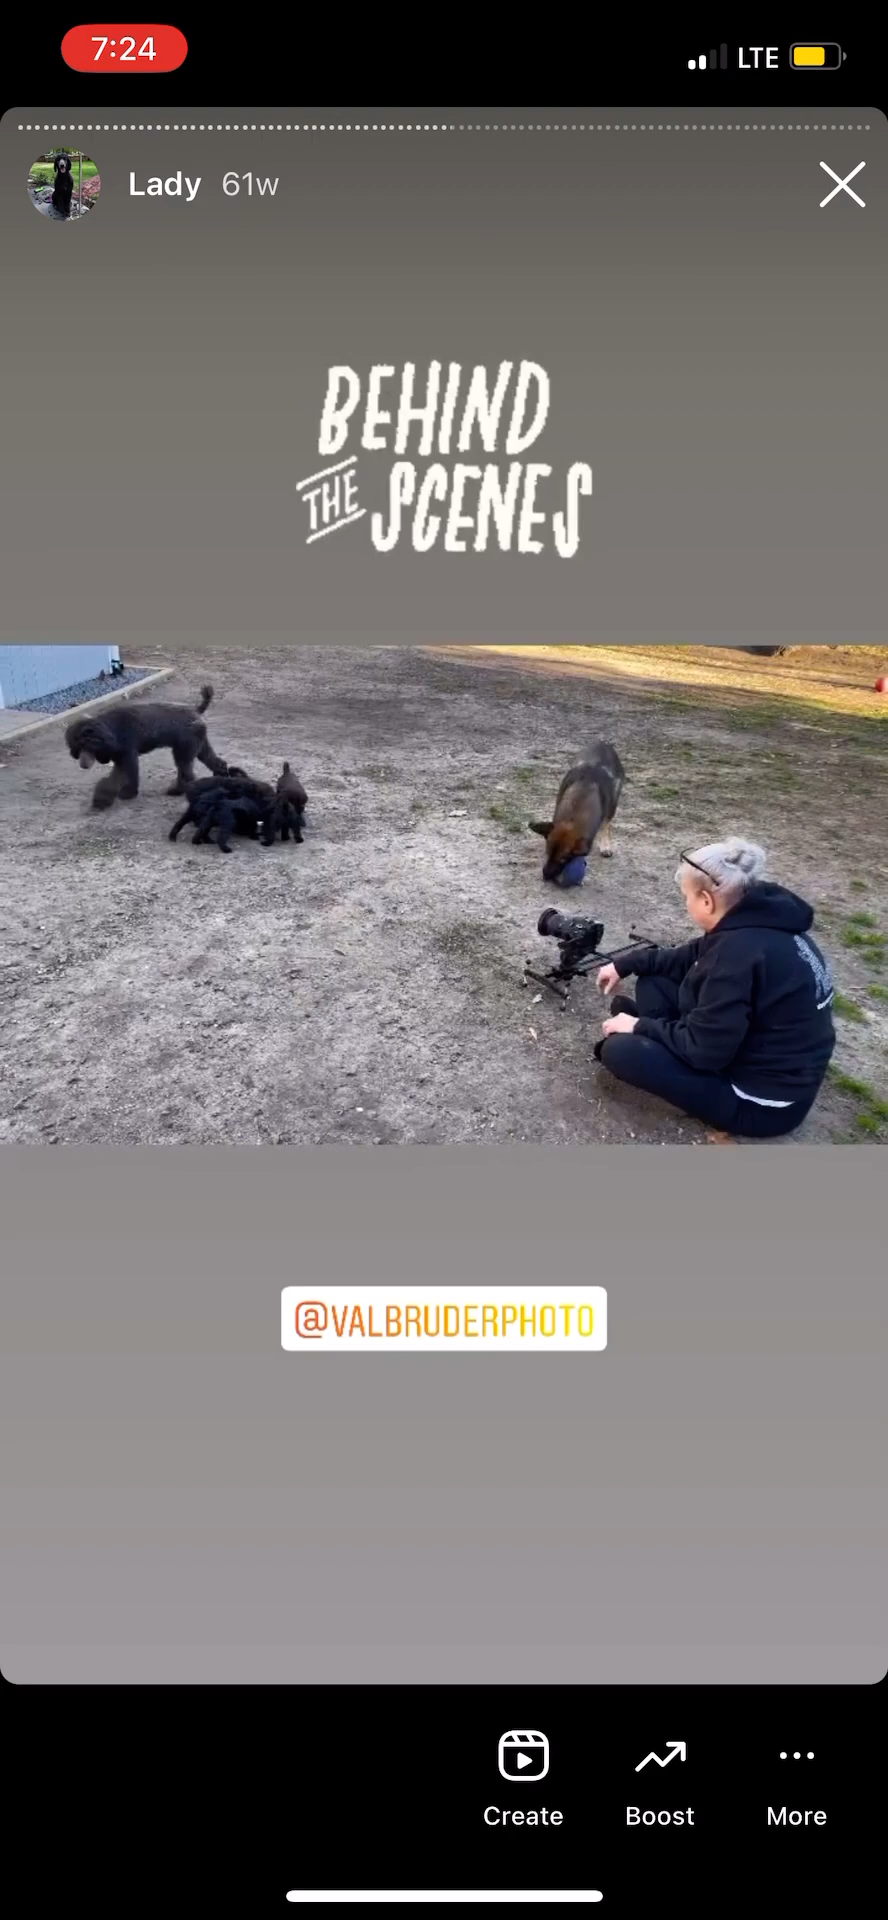 7:24
LTE
Lady 61w
BEHIND
THE SCENES
@VALBRUDERPHOTO
Create Boost More